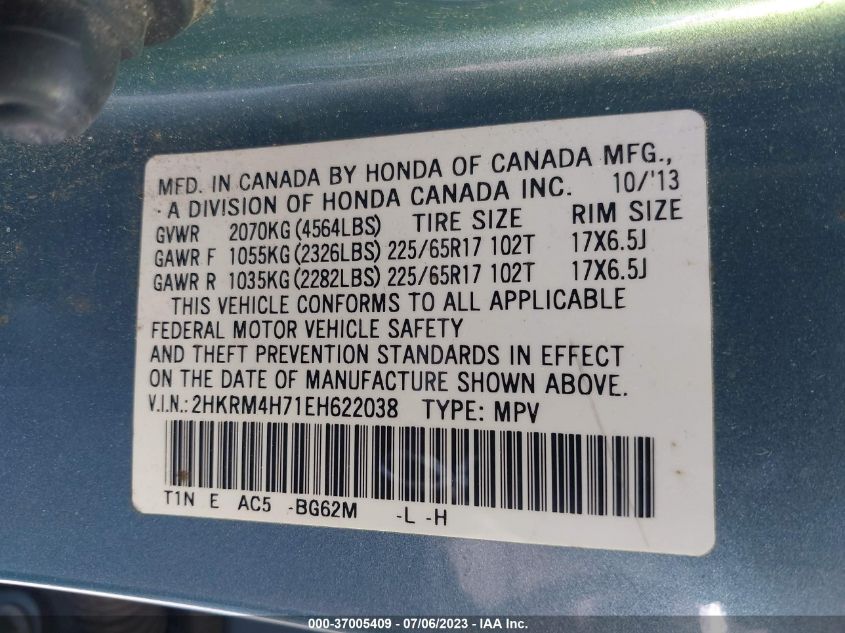 MFD. IN CANADA BY HONDA OF CANADA MFG.,
- A DIVISION OF HONDA CANADA INC. 10/'13
GVWR 2070KG (4564LBS) TIRE SIZE RIM SIZE
GAWR F 1055KG (2326LBS) 225/65R17 102T 17X6.5J
GAWR R 1035KG (2282LBS) 225/65R17 102T 17X6.5J
THIS VEHICLE CONFORMS TO ALL APPLICABLE
FEDERAL MOTOR VEHICLE SAFETY
AND THEFT PREVENTION STANDARDS IN EFFECT
ON THE DATE OF MANUFACTURE SHOWN ABOVE.
V.I.N.: 2HKRM4H71EH622038 TYPE: MPV
T1N E AC5 -BG62M -L -H
000-37005409 - 07/06/2023 - IAA Inc.